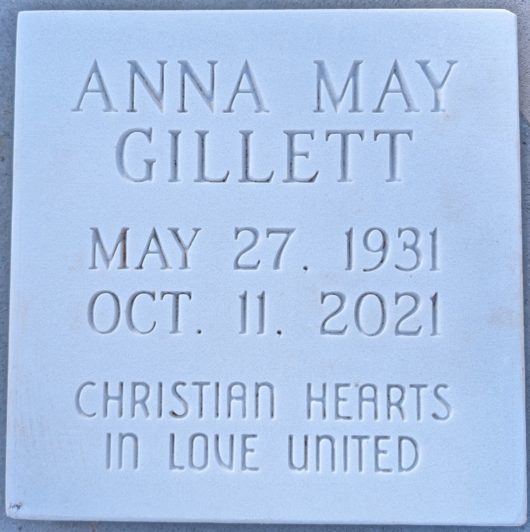 ANNA MAY
GILLETT
MAY 27. 1931
OCT. 11. 2021
CHRISTIAN HEARTS
IN LOVE UNITED